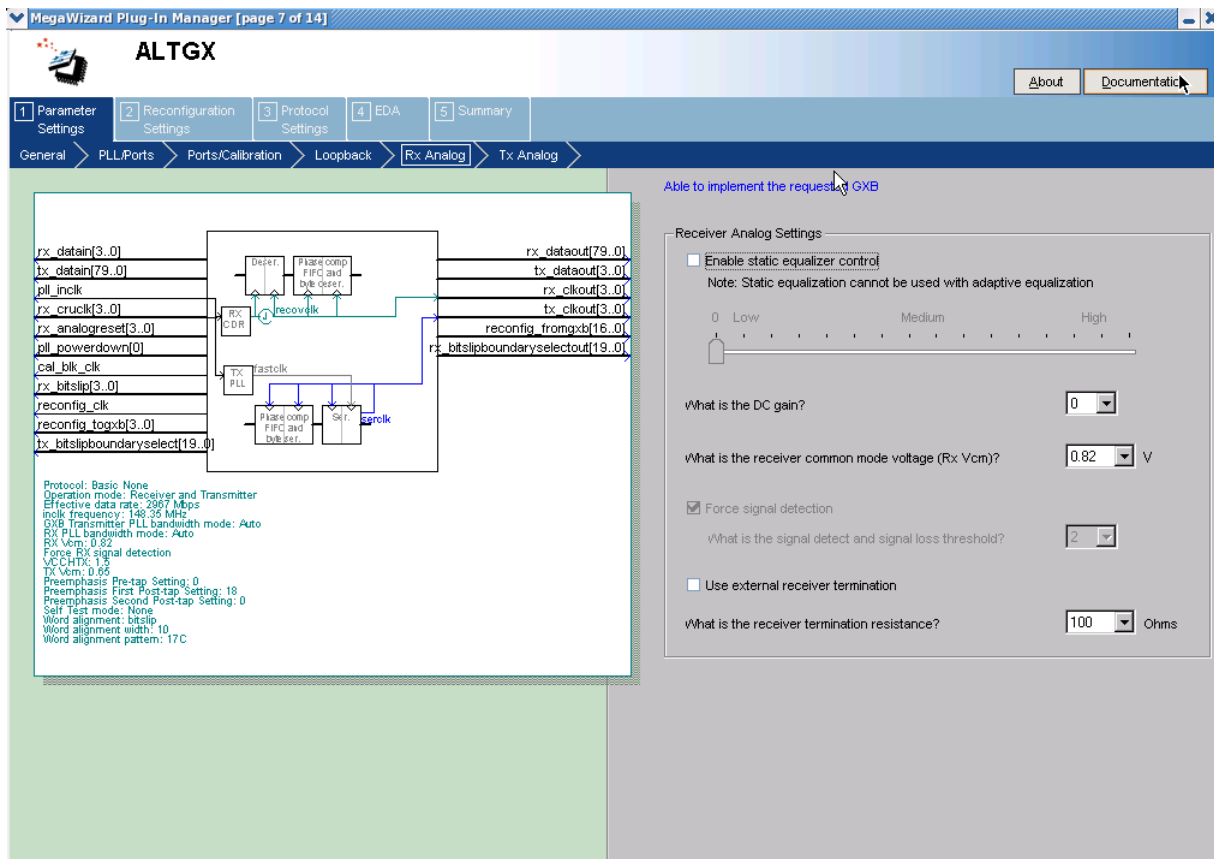 MegaWizard Plug-In Manager [page 7 of 14]
ALTGX
About
Documentatic
1 Parameter Settings
2 Reconfiguration Settings
3 Protocol Settings
4 EDA
5 Summary
General
PLL/Ports
Ports/Calibration
Loopback
Rx Analog
Tx Analog
rx_datain[3..0]
tx_datain[79..0]
pll_inclk
rx_cruclk[3..0]
rx_analogreset[3..0]
pll_powerdown[0]
cal_blk_clk
rx_bitslip[3..0]
reconfig_clk
reconfig_togxb[3..0]
tx_bitslipboundaryselect[19..0]
Deser.
Phase comp
FIFO and
byte deser.
RX
CDR
recovclk
TX
PLL
fastclk
Phase comp
FIFO and
byte ser.
Ser.
serclk
rx_dataout[79..0]
tx_dataout[3..0]
rx_clkout[3..0]
tx_clkout[3..0]
reconfig_fromgxb[16..0]
rx_bitslipboundaryselectout[19..0]
Protocol: Basic None
Operation mode: Receiver and Transmitter
Effective data rate: 2967 Mbps
inclk frequency: 148.35 MHz
GXB Transmitter PLL bandwidth mode: Auto
RX PLL bandwidth mode: Auto
RX Vcm: 0.82
Force RX signal detection
VCCHTX: 1.5
TX Vcm: 0.65
Preemphasis Pre-tap Setting: 0
Preemphasis First Post-tap Setting: 18
Preemphasis Second Post-tap Setting: 0
Self Test mode: None
Word alignment: bitslip
Word alignment width: 10
Word alignment pattern: 17C
Able to implement the requested GXB
Receiver Analog Settings
Enable static equalizer control
Note: Static equalization cannot be used with adaptive equalization
0 Low Medium High
What is the DC gain? 0
What is the receiver common mode voltage (Rx Vcm)? 0.82 V
Force signal detection
What is the signal detect and signal loss threshold? 2
Use external receiver termination
What is the receiver termination resistance? 100 Ohms